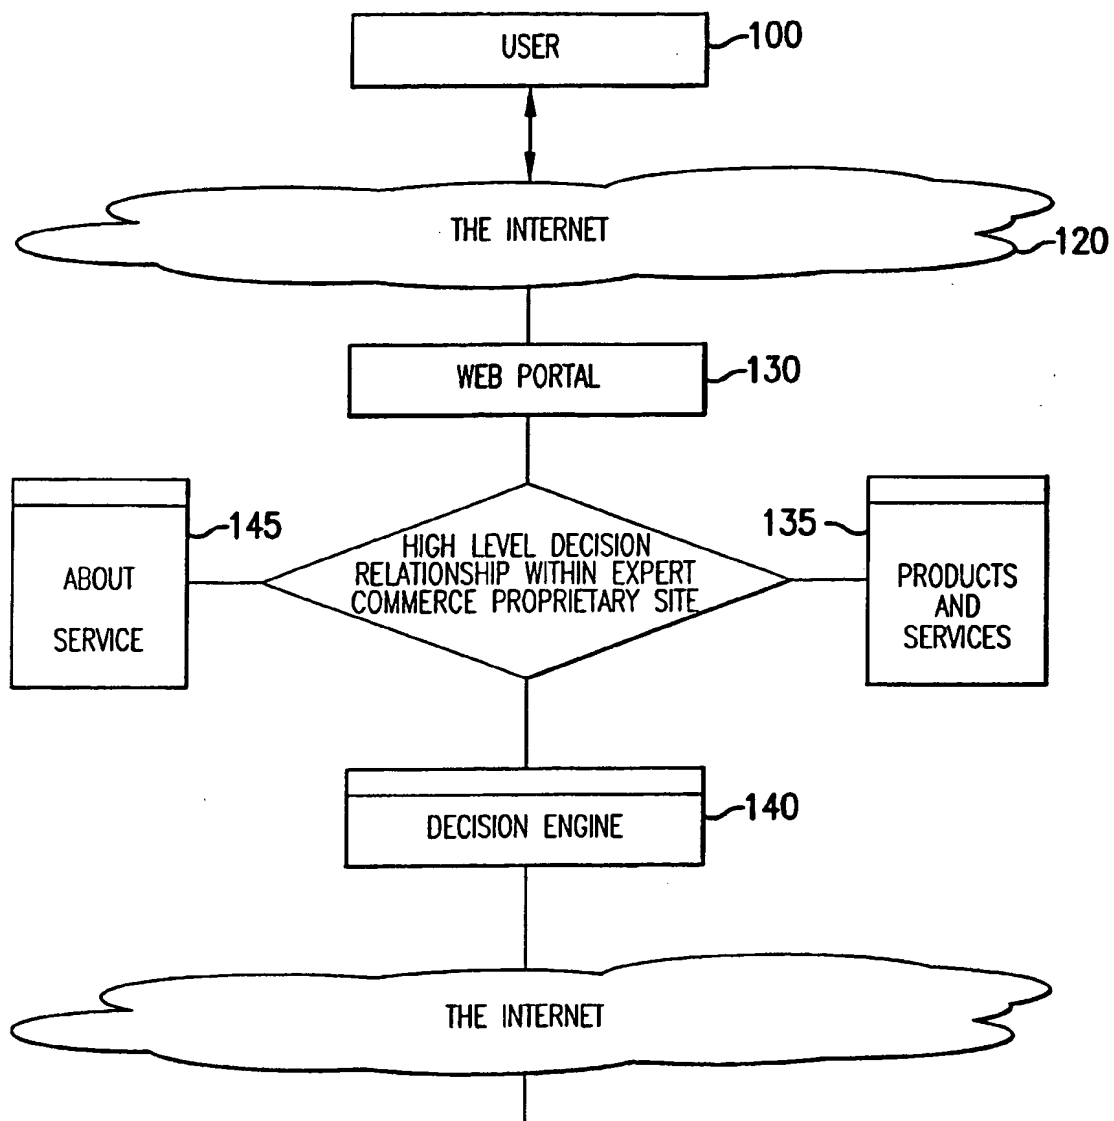 USER
100
THE INTERNET
120
WEB PORTAL
130
145
135
HIGH LEVEL DECISION
RELATIONSHIP WITHIN EXPERT
COMMERCE PROPRIETARY SITE
ABOUT
SERVICE
PRODUCTS
AND
SERVICES
DECISION ENGINE
140
THE INTERNET